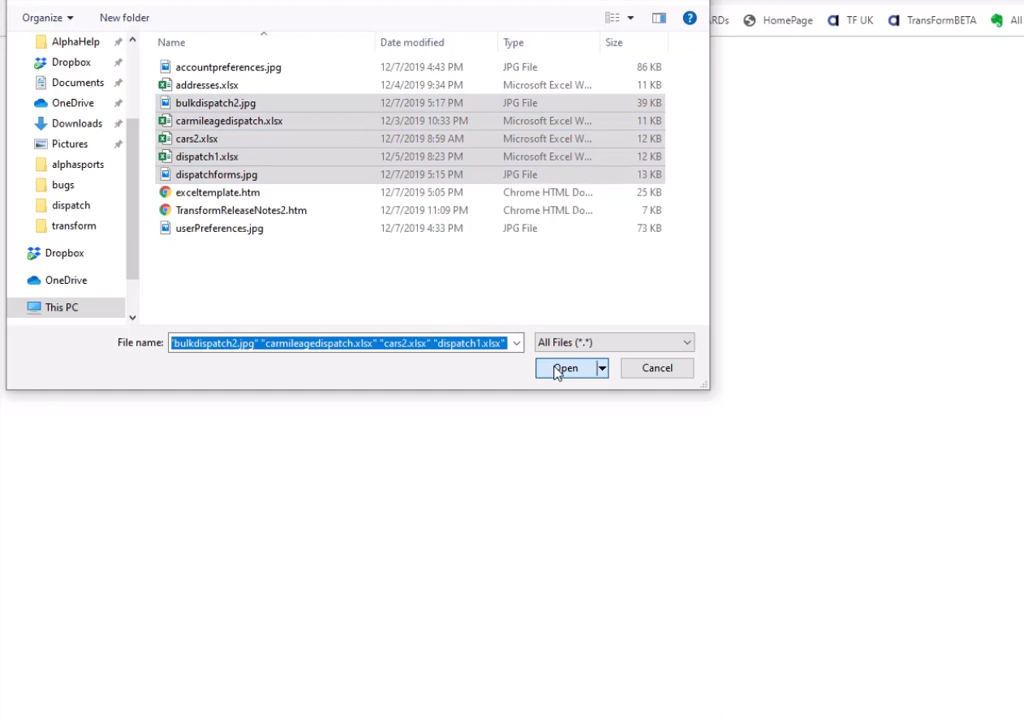 Organize New folder
RDs HomePage TF UK TransFormBETA All
Name Date modified Type Size
AlphaHelp
Dropbox
Documents
OneDrive
Downloads
Pictures
alphasports
bugs
dispatch
transform
Dropbox
OneDrive
This PC
accountpreferences.jpg 12/7/2019 4:43 PM JPG File 86 KB
addresses.xlsx 12/4/2019 9:34 PM Microsoft Excel W... 11 KB
bulkdispatch2.jpg 12/7/2019 5:17 PM JPG File 39 KB
carmileagedispatch.xlsx 12/3/2019 10:33 PM Microsoft Excel W... 11 KB
cars2.xlsx 12/7/2019 8:59 AM Microsoft Excel W... 12 KB
dispatch1.xlsx 12/5/2019 8:23 PM Microsoft Excel W... 12 KB
dispatchforms.jpg 12/7/2019 5:15 PM JPG File 13 KB
exceltemplate.htm 12/7/2019 5:05 PM Chrome HTML Do... 25 KB
TransformReleaseNotes2.htm 12/7/2019 11:09 PM Chrome HTML Do... 7 KB
userPreferences.jpg 12/7/2019 4:33 PM JPG File 73 KB
File name: "bulkdispatch2.jpg" "carmileagedispatch.xlsx" "cars2.xlsx" "dispatch1.xlsx" All Files (*.*)
Open Cancel